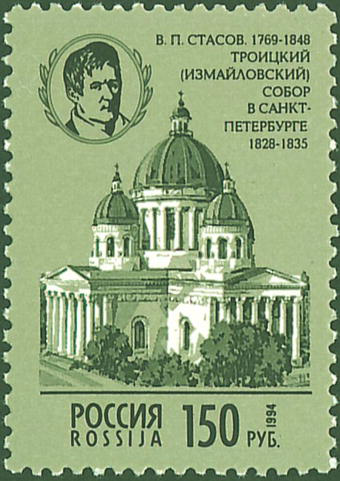 В. П. СТАСОВ. 1769-1848
ТРОИЦКИЙ
(ИЗМАЙЛОВСКИЙ)
СОБОР
В САНКТ-
ПЕТЕРБУРГЕ
1828-1835
РОССИЯ
ROSSIJA
150 РУБ.
1994